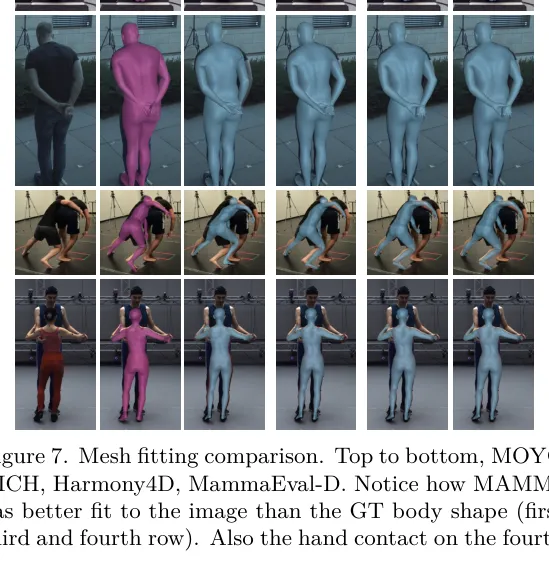 igure 7. Mesh fitting comparison. Top to bottom, MOYO
ICH, Harmony4D, MammaEval-D. Notice how MAMM
as better fit to the image than the GT body shape (firs
hird and fourth row). Also the hand contact on the fourt